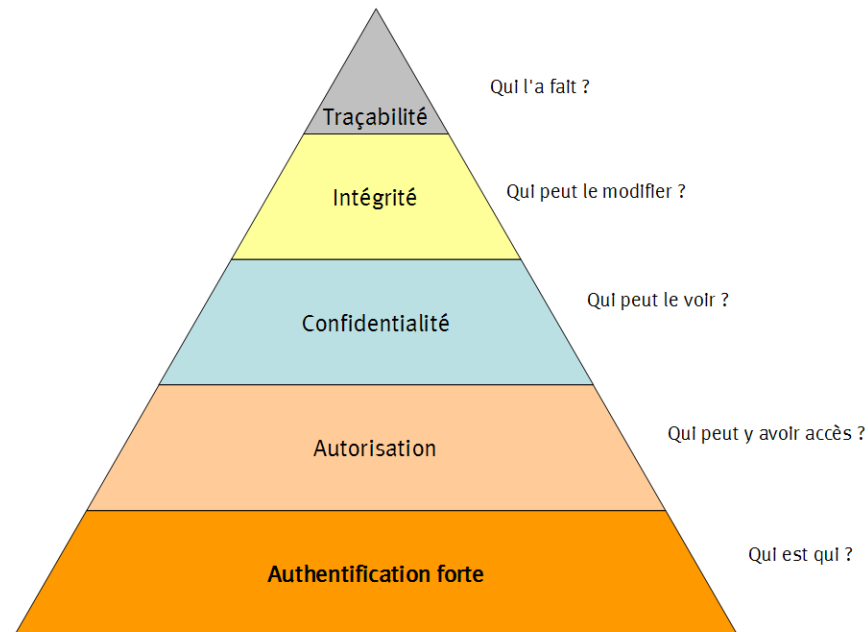 Qui l'a fait ?
Traçabilité
Intégrité
Qui peut le modifier ?
Qui peut le voir ?
Confidentialité
Qui peut y avoir accès ?
Autorisation
Qui est qui ?
Authentification forte